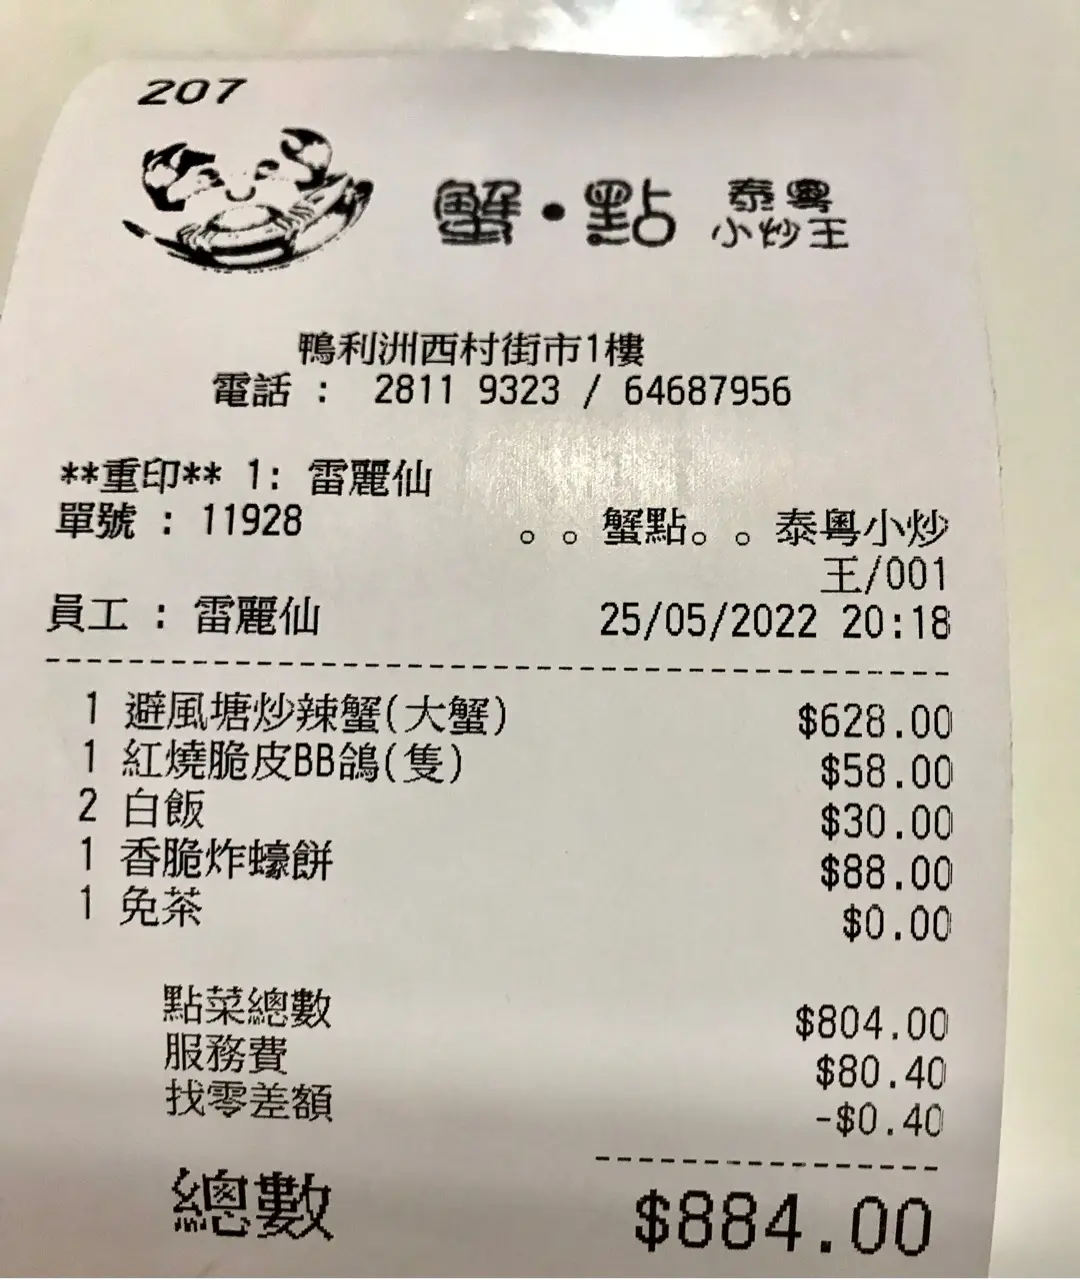 207
蟹·點 泰粵
小炒王
鴨利洲西村街市1樓
電話 : 2811 9323 / 64687956
**重印** 1: 雷麗仙
單號 : 11928 。。蟹點。。泰粵小炒
王/001
員工 : 雷麗仙 25/05/2022 20:18
1 避風塘炒辣蟹(大蟹) $628.00
1 紅燒脆皮BB鴿(隻) $58.00
2 白飯 $30.00
1 香脆炸蠔餅 $88.00
1 免茶 $0.00
點菜總數 $804.00
服務費 $80.40
找零差額 -$0.40
總數 $884.00